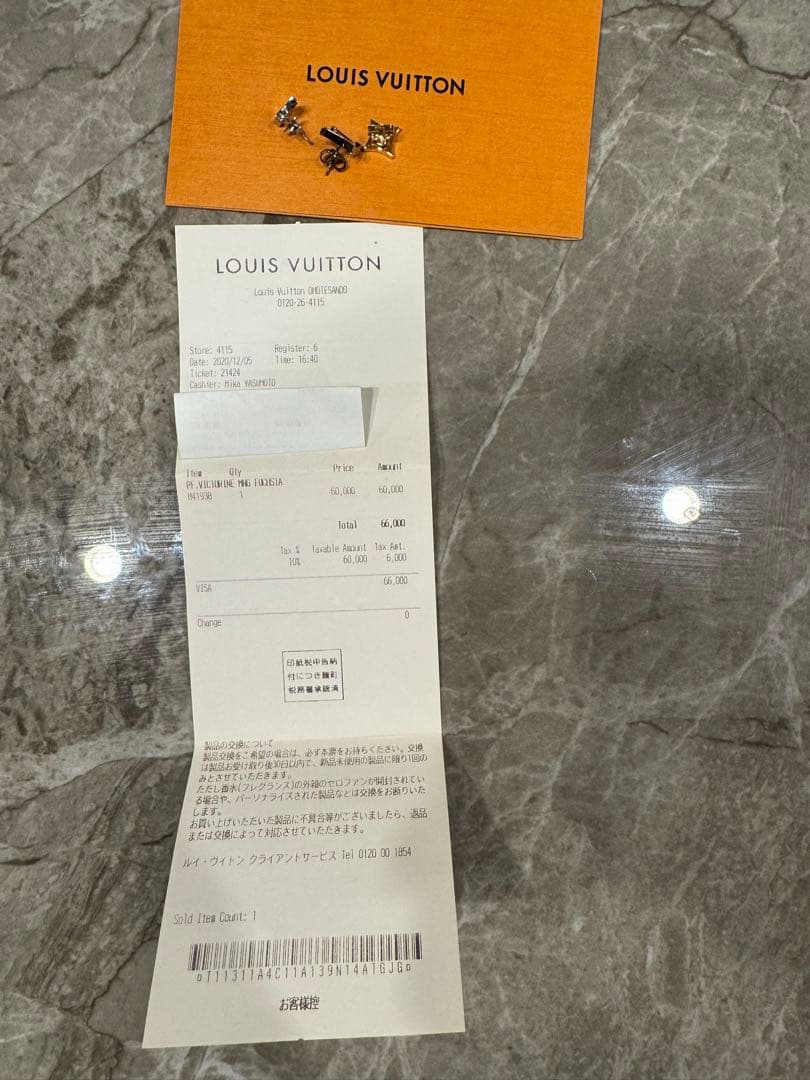 LOUIS VUITTON
LOUIS VUITTON
Louis Vuitton OMOTESANDO
0120-26-4115
Store: 4115 Register: 6
Date: 2020/12/05 Time: 16:40
Ticket: 21424
Cashier: Mika YASUMOTO
Item Qty Price Amount
PF.VICTORINE MNG FUCHSIA
M41938 1 60,000 60,000
Total 66,000
Tax % Taxable Amount Tax Amt.
10% 60,000 6,000
VISA 66,000
Change 0
印紙税申告納
付につき麹町
税務署承認済
製品の交換について
製品交換をご希望の場合は、必ず本票をお持ちください。交換
は製品お受け取り後30日以内で、新品未使用の製品に限り1回の
みとさせていただきます。
ただし香水(フレグランス)の外箱のセロファンが開封されてい
る場合や、パーソナライズされた製品などは交換をお断りいた
します。
お買い上げいただいた製品に不具合等がございましたら、返品
または交換によって対応させていただきます。
ルイ・ヴィトン クライアントサービス Tel 0120 00 1854
Sold Item Count: 1
¤T11311A4C11A139N14ATGJG¤
お客様控